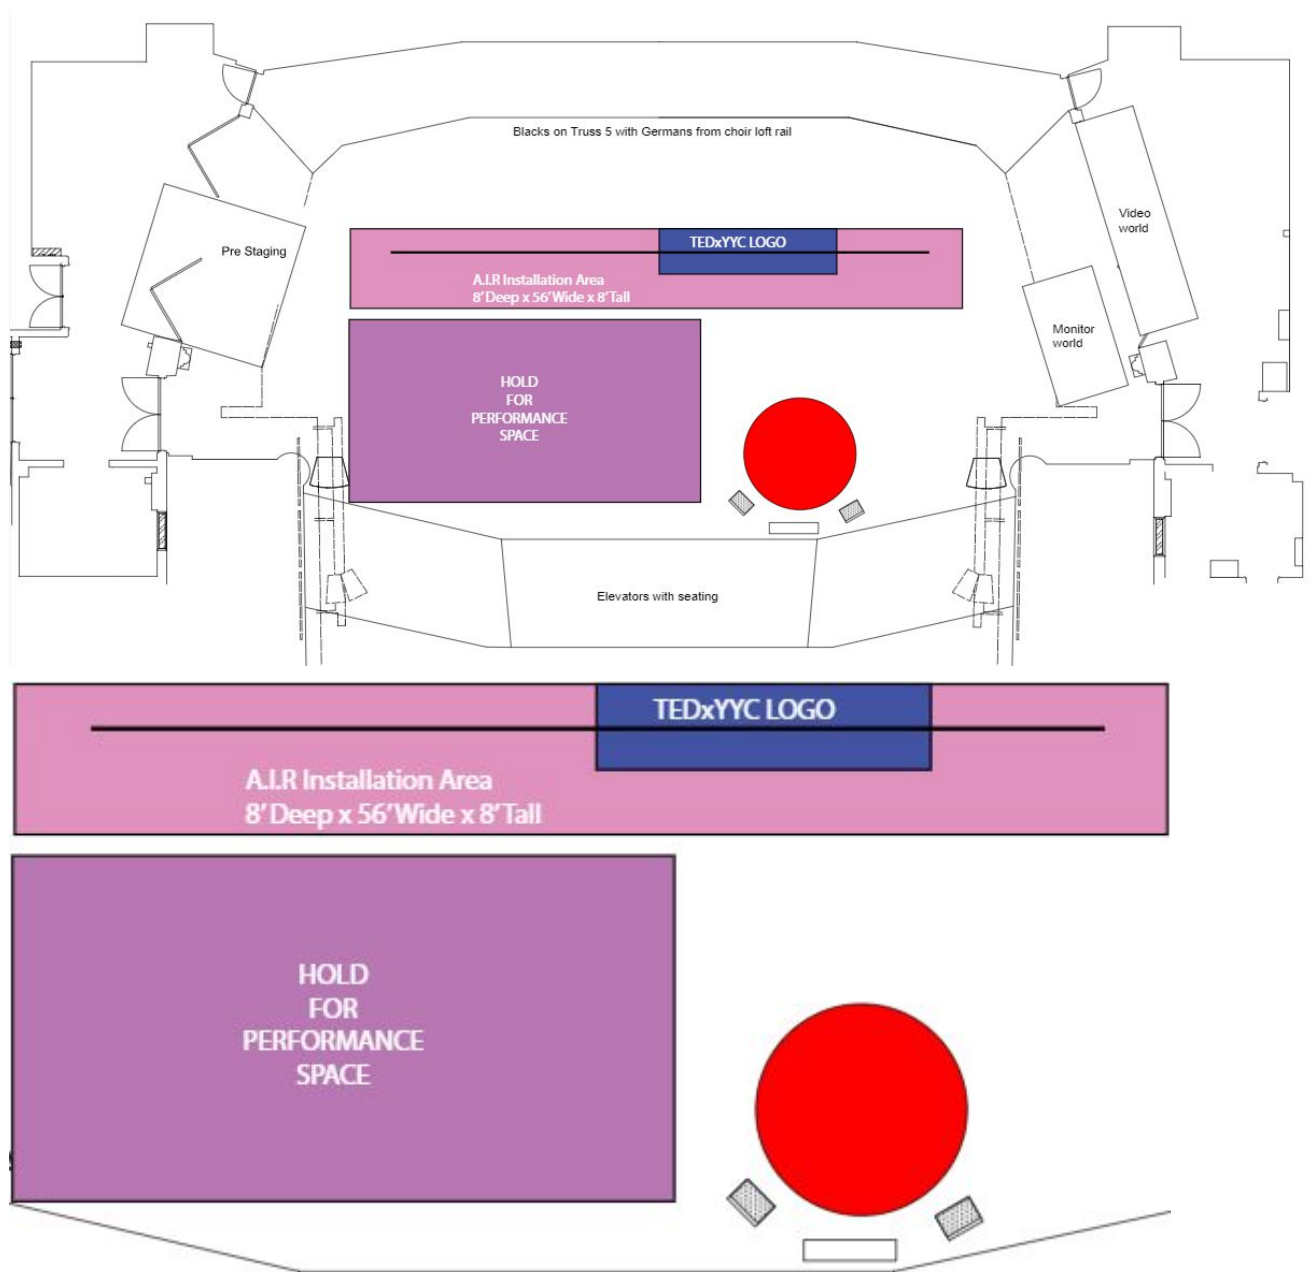 Blacks on Truss 5 with Germans from choir loft rail
Video
world
TEDxYYC LOGO
Pre Staging
A.I.R Installation Area
8' Deep x 56' Wide x 8' Tall
Monitor
world
HOLD
FOR
PERFORMANCE
SPACE
Elevators with seating
TEDxYYC LOGO
A.I.R Installation Area
8' Deep x 56' Wide x 8' Tall
HOLD
FOR
PERFORMANCE
SPACE